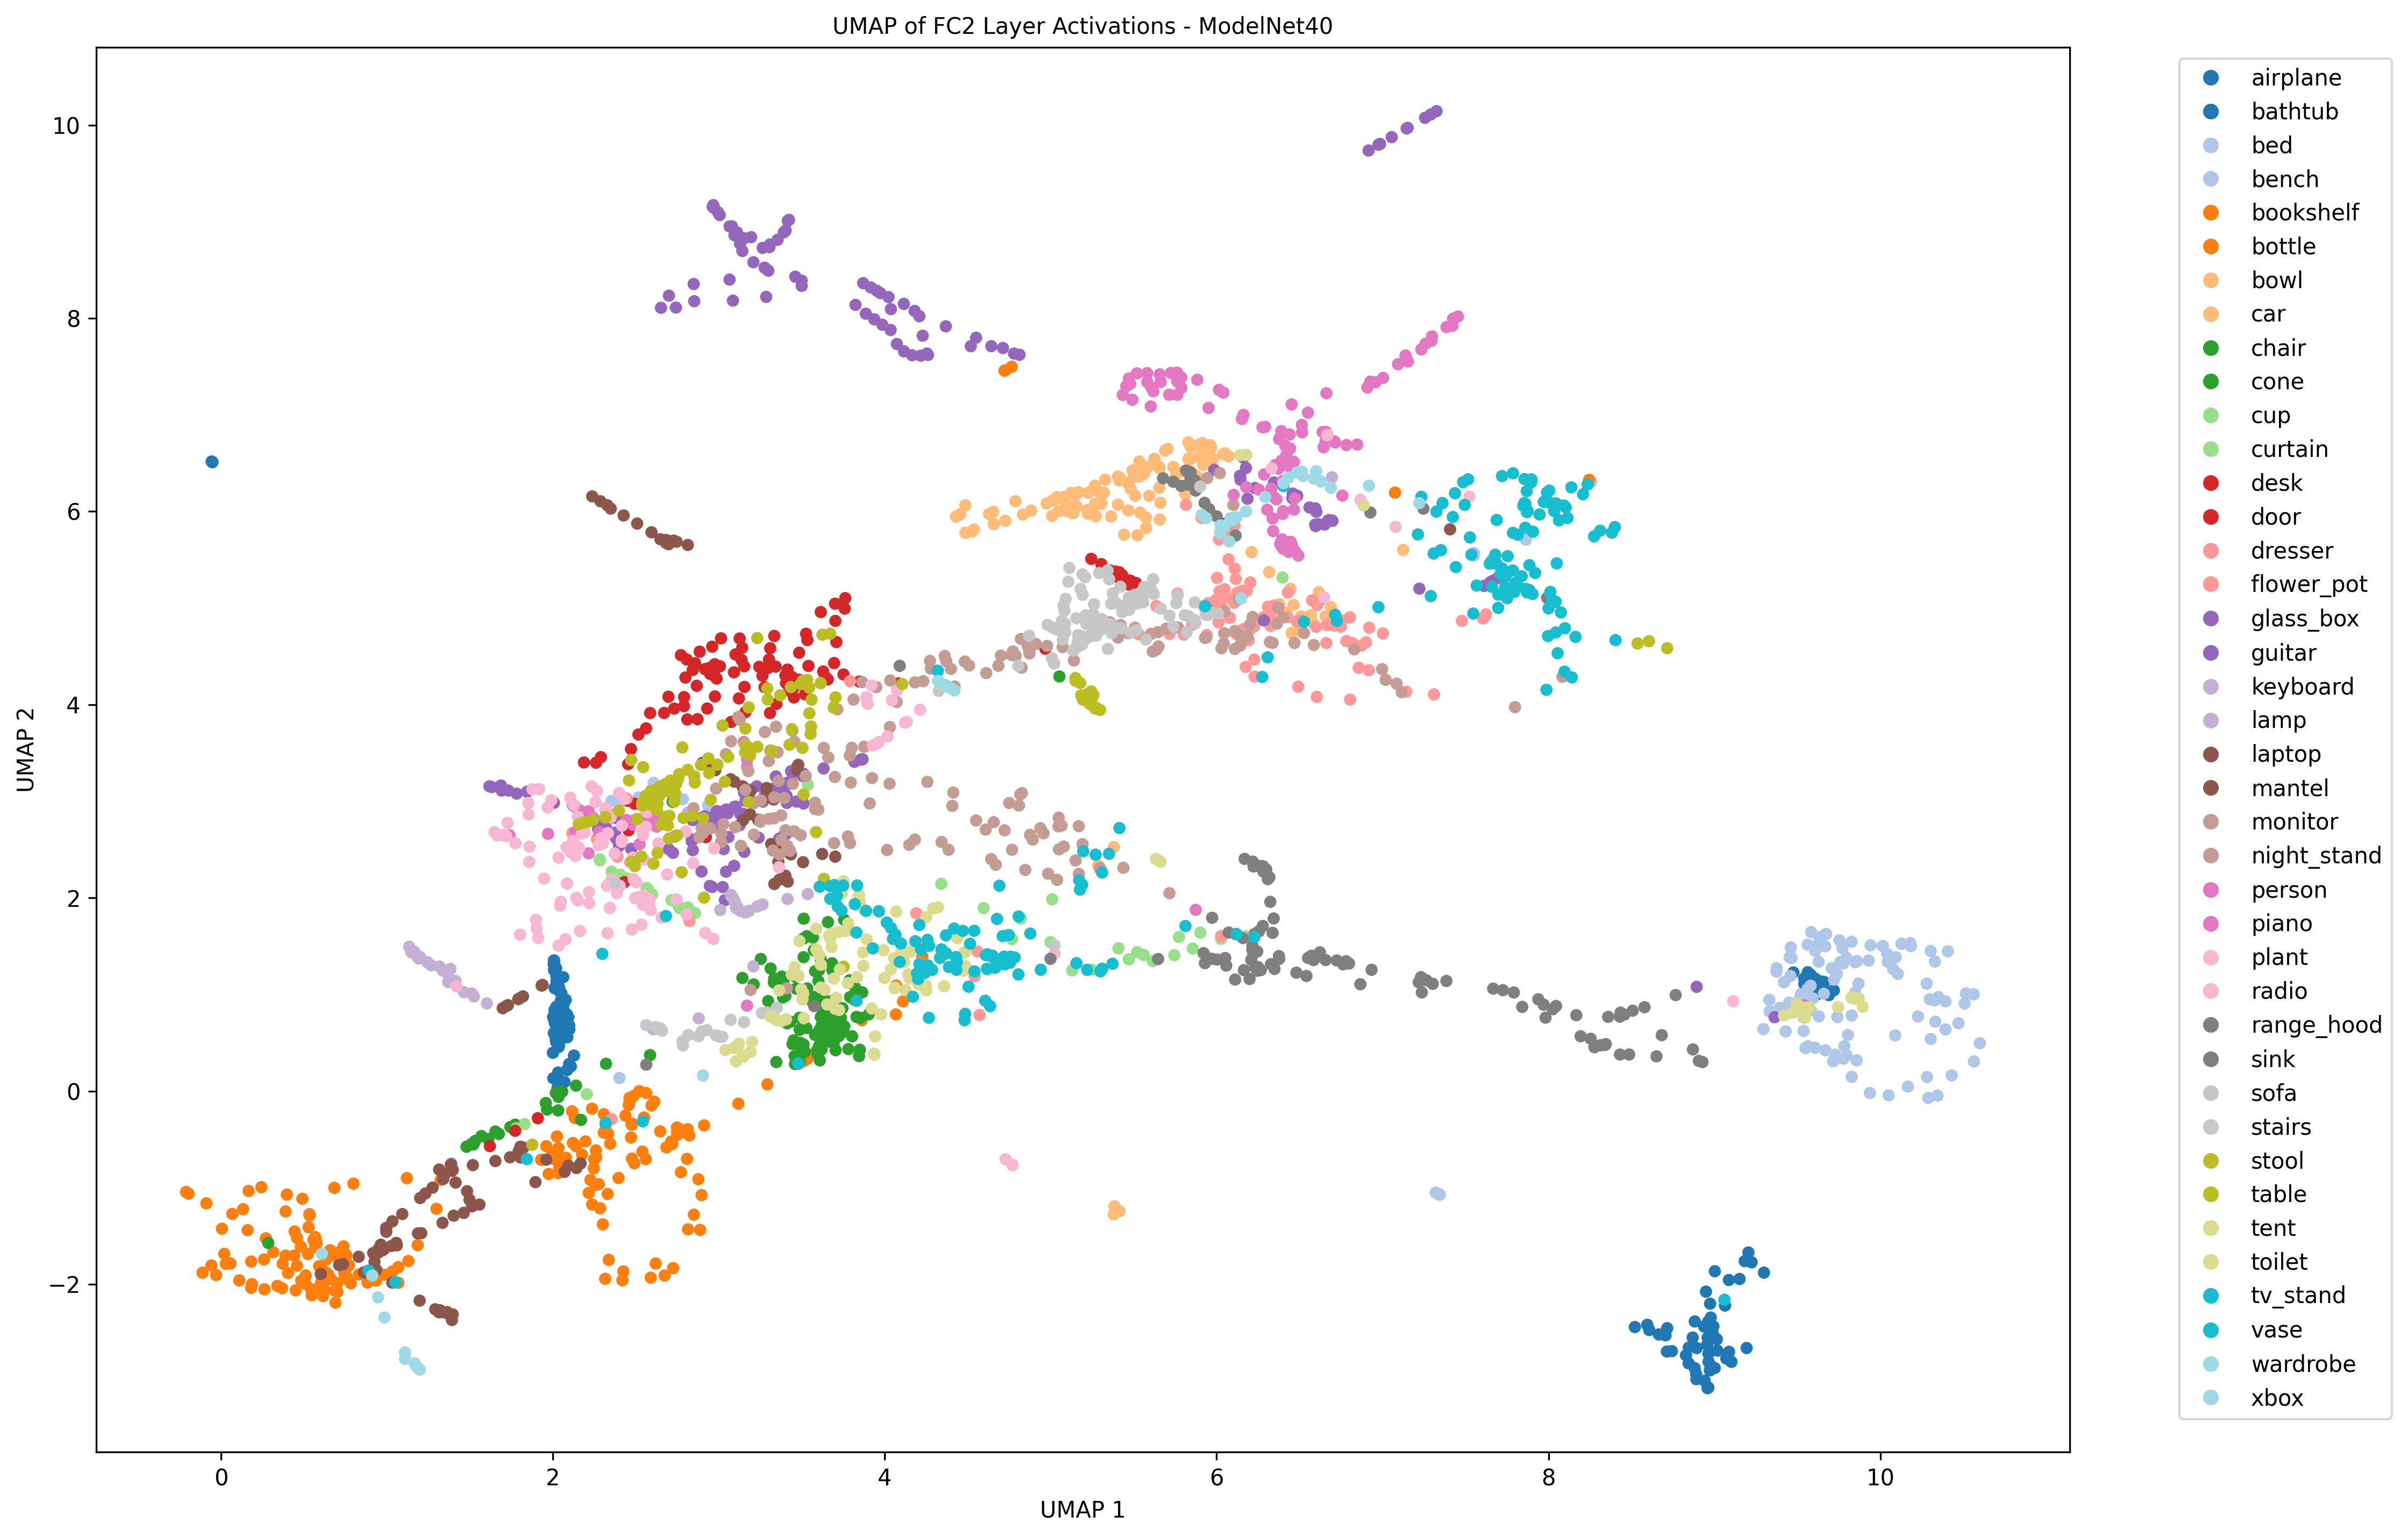 UMAP of FC2 Layer Activations - ModelNet40
10
8
6
4
2
0
−2
UMAP 2
0
2
4
6
8
10
UMAP 1
airplane
bathtub
bed
bench
bookshelf
bottle
bowl
car
chair
cone
cup
curtain
desk
door
dresser
flower_pot
glass_box
guitar
keyboard
lamp
laptop
mantel
monitor
night_stand
person
piano
plant
radio
range_hood
sink
sofa
stairs
stool
table
tent
toilet
tv_stand
vase
wardrobe
xbox